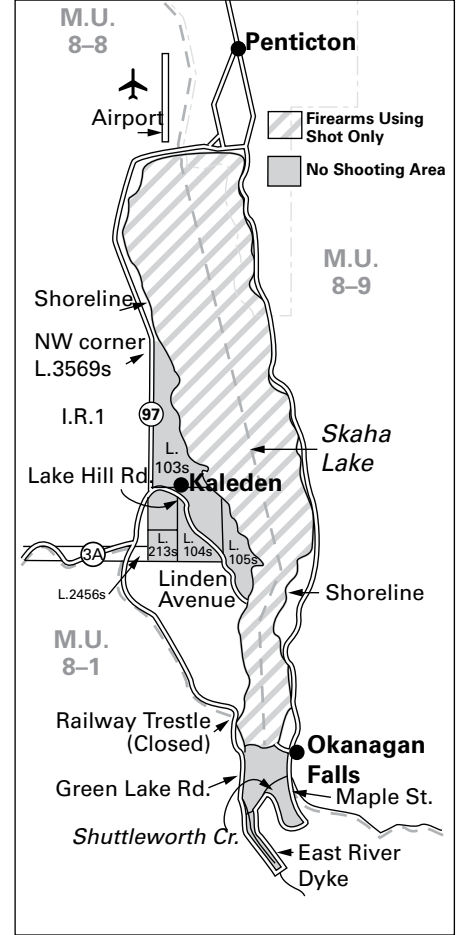 M.U.
8–8
Penticton
Airport
Firearms Using
Shot Only
No Shooting Area
M.U.
8–9
Shoreline
NW corner
L.3569s
I.R.1
97
L.
103s
Skaha
Lake
Lake Hill Rd.
Kaleden
3A
L.
213s
L.
104s
L.
105s
L.2456s
Linden
Avenue
Shoreline
M.U.
8–1
Railway Trestle
(Closed)
Okanagan
Falls
Green Lake Rd.
Maple St.
Shuttleworth Cr.
East River
Dyke